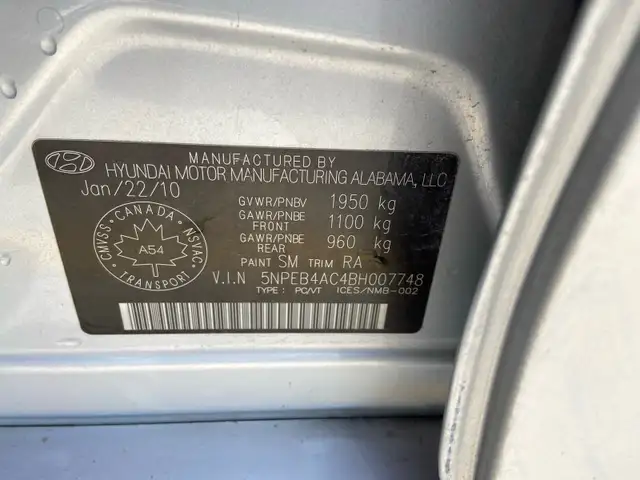 MANUFACTURED BY
HYUNDAI MOTOR MANUFACTURING ALABAMA, LLC
Jan/22/10
GVWR/PNBV 1950 kg
GAWR/PNBE FRONT 1100 kg
GAWR/PNBE REAR 960 kg
PAINT SM TRIM RA
V.I.N 5NPEB4AC4BH007748
TYPE : PC/VT ICES/NMB-002
CANADA
CMVSS
NSVAC
A54
TRANSPORT